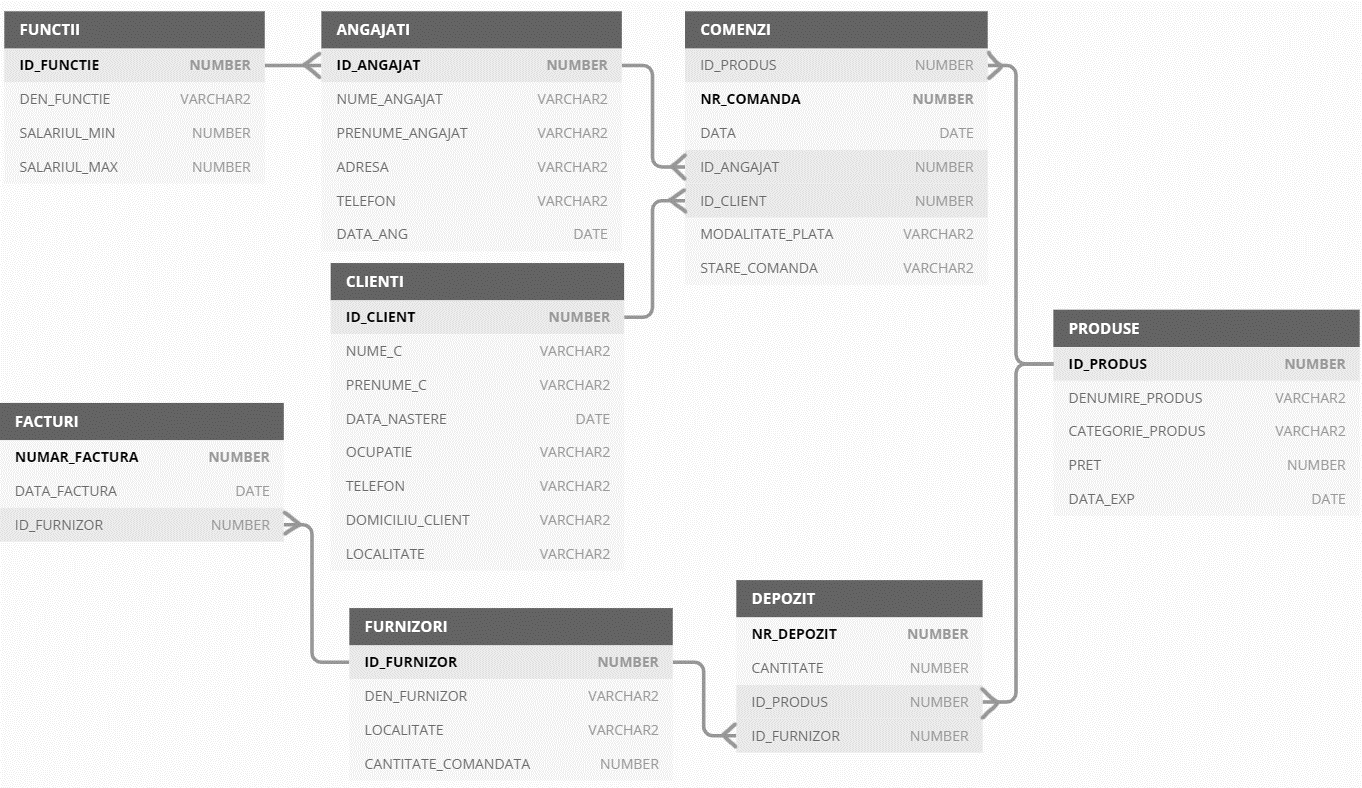 FUNCTII
ID_FUNCTIE NUMBER
DEN_FUNCTIE VARCHAR2
SALARIUL_MIN NUMBER
SALARIUL_MAX NUMBER
ANGAJATI
ID_ANGAJAT NUMBER
NUME_ANGAJAT VARCHAR2
PRENUME_ANGAJAT VARCHAR2
ADRESA VARCHAR2
TELEFON VARCHAR2
DATA_ANG DATE
COMENZI
ID_PRODUS NUMBER
NR_COMANDA NUMBER
DATA DATE
ID_ANGAJAT NUMBER
ID_CLIENT NUMBER
MODALITATE_PLATA VARCHAR2
STARE_COMANDA VARCHAR2
CLIENTI
ID_CLIENT NUMBER
NUME_C VARCHAR2
PRENUME_C VARCHAR2
DATA_NASTERE DATE
OCUPATIE VARCHAR2
TELEFON VARCHAR2
DOMICILIU_CLIENT VARCHAR2
LOCALITATE VARCHAR2
PRODUSE
ID_PRODUS NUMBER
DENUMIRE_PRODUS VARCHAR2
CATEGORIE_PRODUS VARCHAR2
PRET NUMBER
DATA_EXP DATE
FACTURI
NUMAR_FACTURA NUMBER
DATA_FACTURA DATE
ID_FURNIZOR NUMBER
FURNIZORI
ID_FURNIZOR NUMBER
DEN_FURNIZOR VARCHAR2
LOCALITATE VARCHAR2
CANTITATE_COMANDATA NUMBER
DEPOZIT
NR_DEPOZIT NUMBER
CANTITATE NUMBER
ID_PRODUS NUMBER
ID_FURNIZOR NUMBER